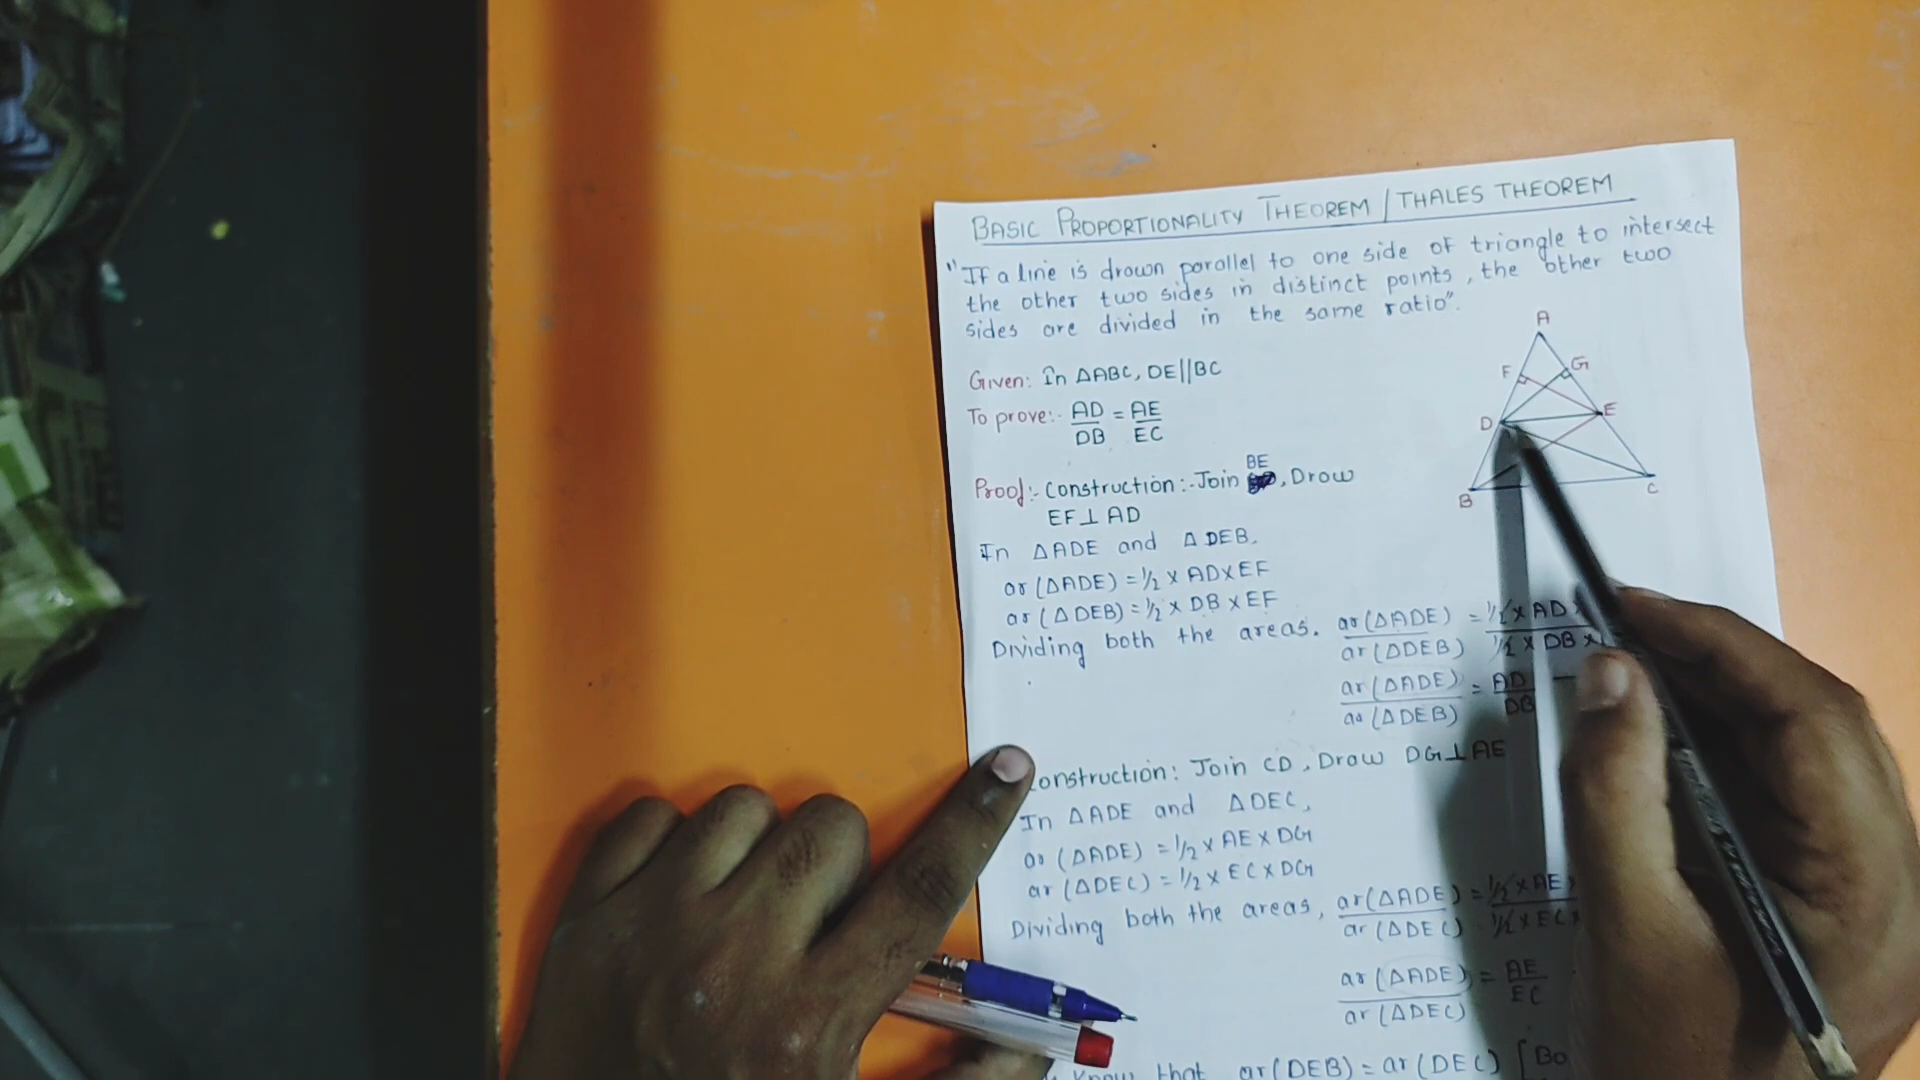 BASIC PROPORTIONALITY THEOREM / THALES THEOREM
"If a line is drawn parallel to one side of triangle to intersect
the other two sides in distinct points, the other two
sides are divided in the same ratio".
Given: In ΔABC, DE||BC
To prove:- AD/DB = AE/EC
Proof:- Construction:- Join BE, Draw
EF⊥AD
In ΔADE and ΔDEB.
ar(ΔADE) = 1/2 × AD×EF
ar(ΔDEB) = 1/2 × DB × EF
Dividing both the areas. ar(ΔADE)/ar(ΔDEB) = 1/2 × AD ×/1/2 × DB ×
ar(ΔADE)/ar(ΔDEB) = AD/DB
A
F
G
D
E
B
C
onstruction: Join CD, Draw DG⊥AE
In ΔADE and ΔDEC,
ar(ΔADE) = 1/2 × AE × DG
ar(ΔDEC) = 1/2 × EC × DG
Dividing both the areas, ar(ΔADE)/ar(ΔDEC) = 1/2 × AE ×/1/2 × EC ×
ar(ΔADE)/ar(ΔDEC) = AE/EC
know that ar(DEB) = ar(DEC) [Bo